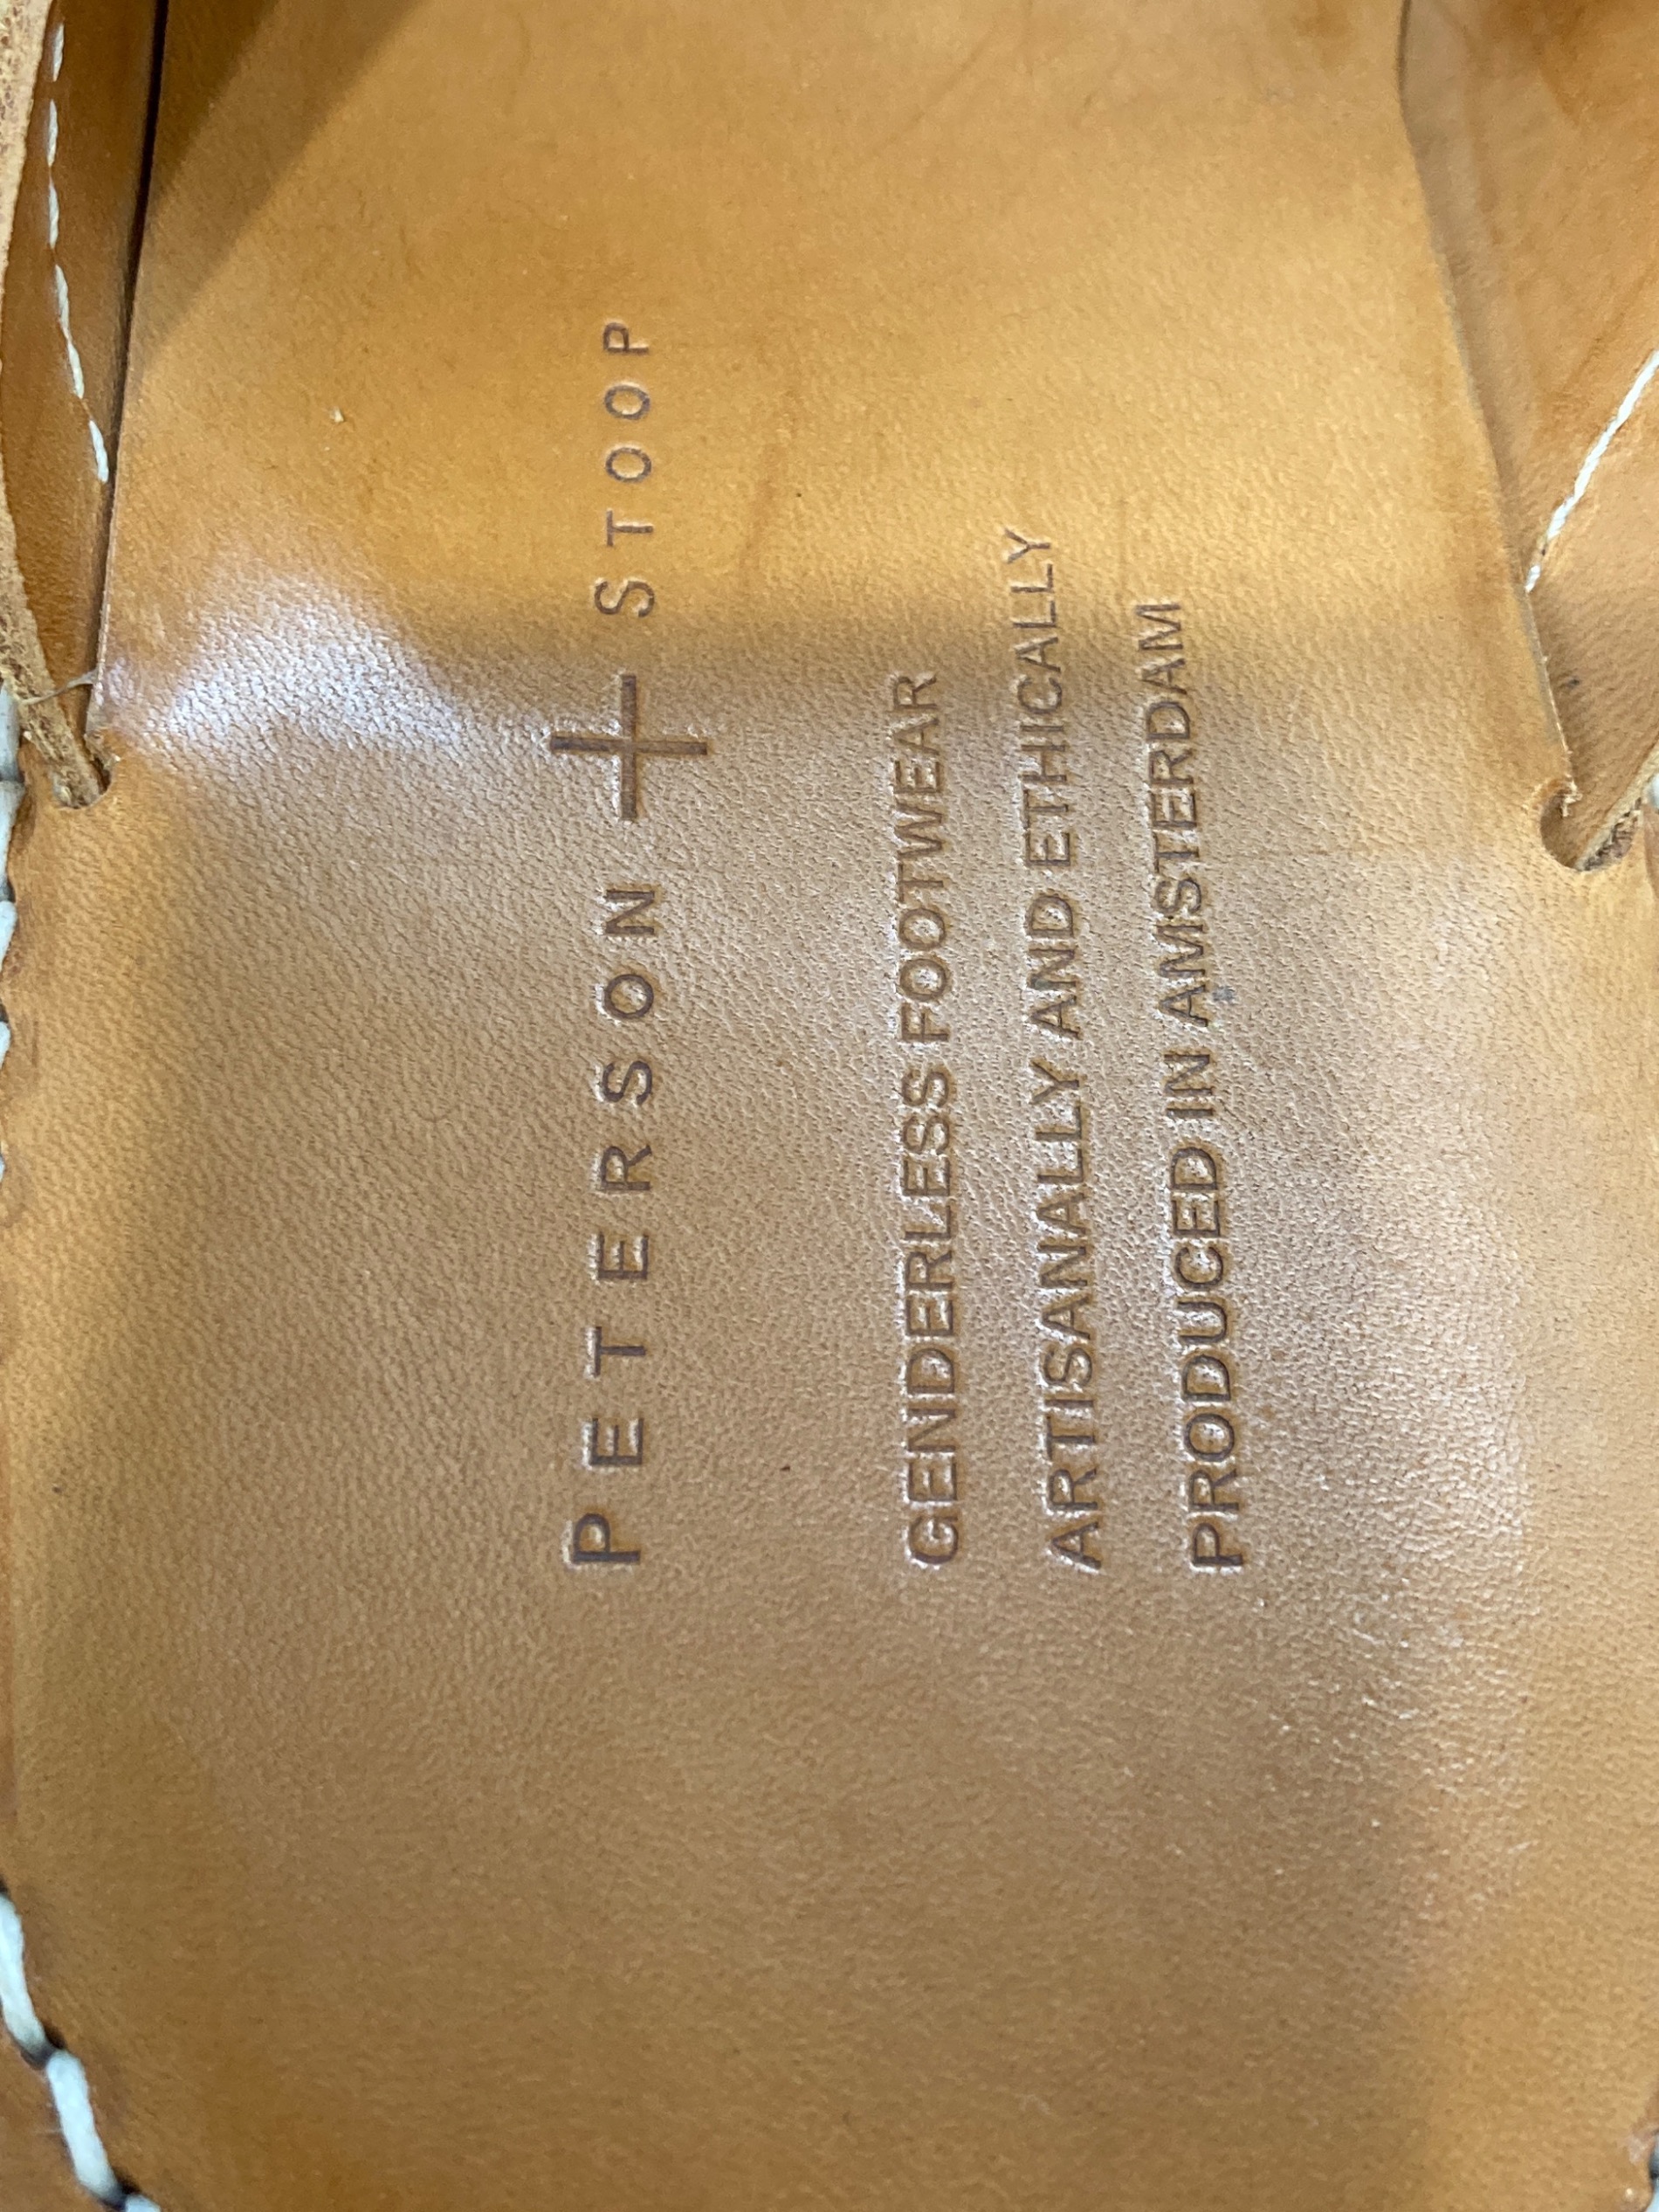 PETERSON + STOOP
GENDERLESS FOOTWEAR
ARTISANALLY AND ETHICALLY
PRODUCED IN AMSTERDAM